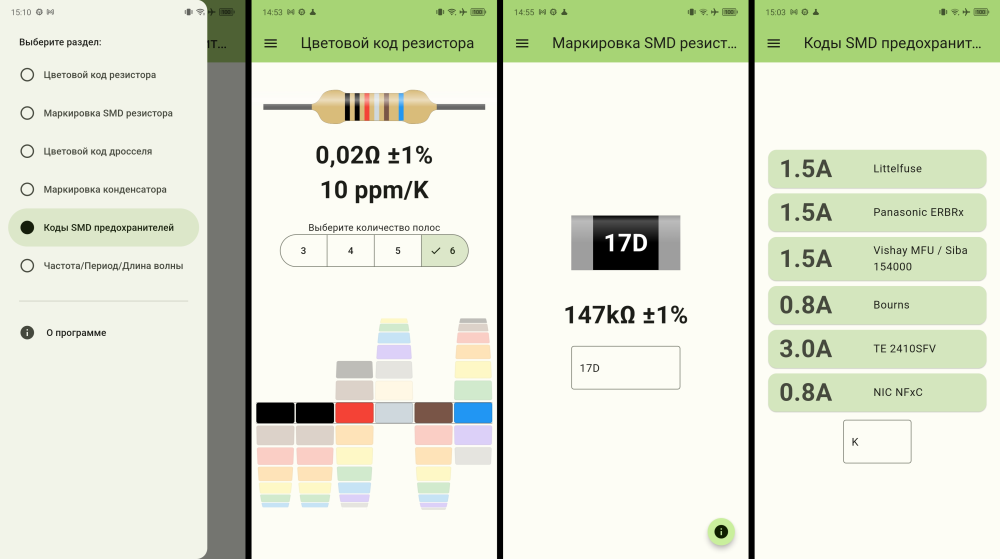 15:10
ит…
Выберите раздел:
Цветовой код резистора
Маркировка SMD резистора
Цветовой код дросселя
Маркировка конденсатора
Коды SMD предохранителей
Частота/Период/Длина волны
О программе
14:53
100
Цветовой код резистора
0,02Ω ±1%
10 ppm/K
Выберите количество полос
3 4 5 6
14:55
100
Маркировка SMD резист…
17D
147kΩ ±1%
17D
15:03
100
Коды SMD предохранит…
1.5A Littelfuse
1.5A Panasonic ERBRx
1.5A Vishay MFU / Siba
154000
0.8A Bourns
3.0A TE 2410SFV
0.8A NIC NFxC
K